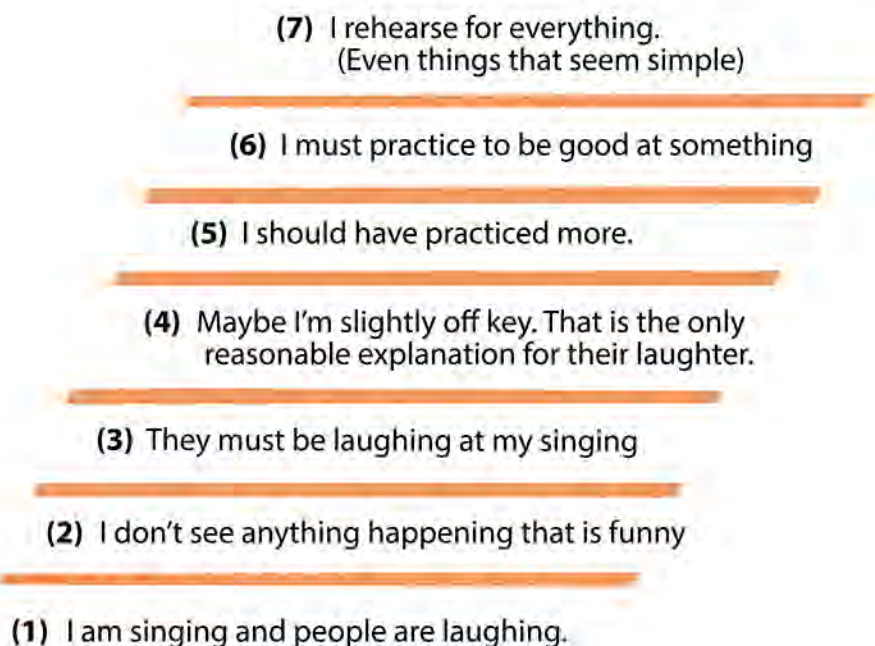 (7) I rehearse for everything.
(Even things that seem simple)
(6) I must practice to be good at something
(5) I should have practiced more.
(4) Maybe I'm slightly off key. That is the only
reasonable explanation for their laughter.
(3) They must be laughing at my singing
(2) I don't see anything happening that is funny
(1) I am singing and people are laughing.